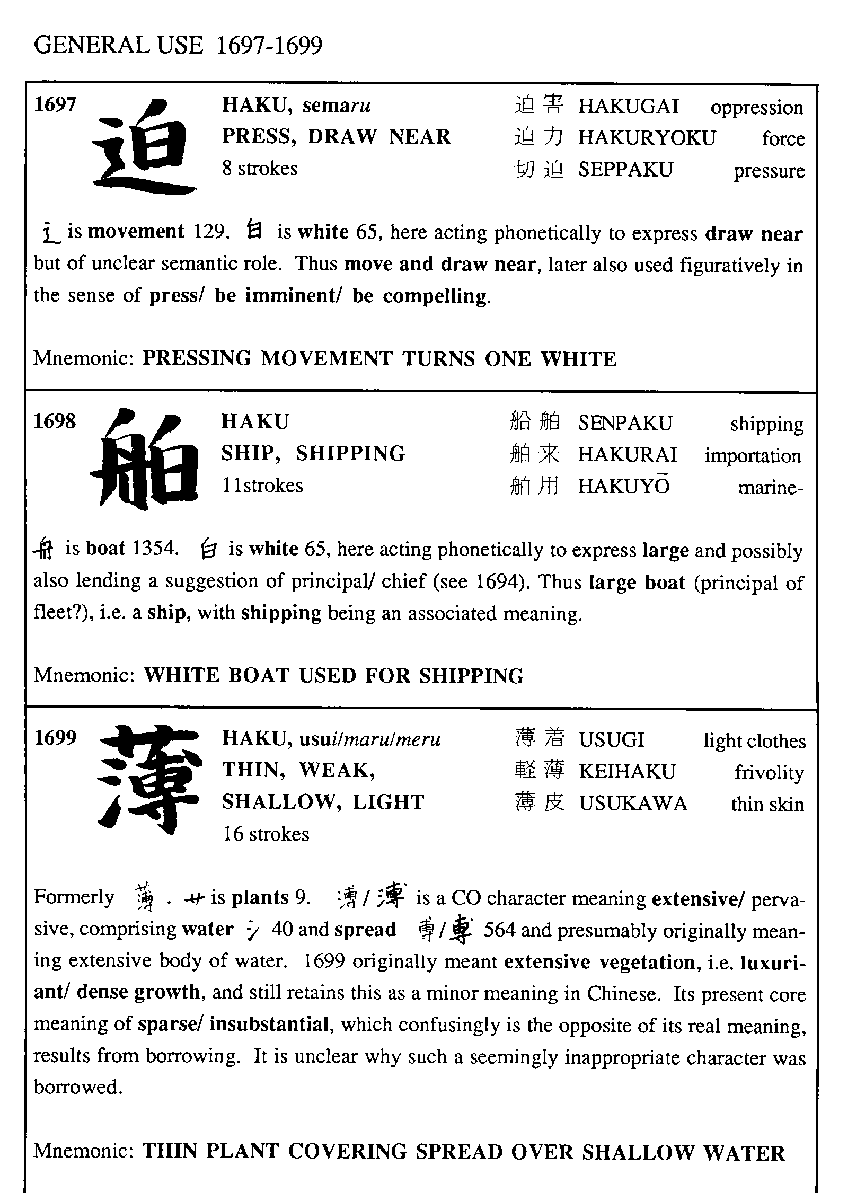 GENERAL USE 1697-1699
1697 迫 HAKU, semaru 迫害 HAKUGAI oppression
PRESS, DRAW NEAR 迫力 HAKURYOKU force
8 strokes 切迫 SEPPAKU pressure
辶 is movement 129. 白 is white 65, here acting phonetically to express draw near
but of unclear semantic role. Thus move and draw near, later also used figuratively in
the sense of press/ be imminent/ be compelling.
Mnemonic: PRESSING MOVEMENT TURNS ONE WHITE
1698 舶 HAKU 船舶 SENPAKU shipping
SHIP, SHIPPING 舶来 HAKURAI importation
11strokes 舶用 HAKUYŌ marine-
舟 is boat 1354. 白 is white 65, here acting phonetically to express large and possibly
also lending a suggestion of principal/ chief (see 1694). Thus large boat (principal of
fleet?), i.e. a ship, with shipping being an associated meaning.
Mnemonic: WHITE BOAT USED FOR SHIPPING
1699 薄 HAKU, usui/maru/meru 薄着 USUGI light clothes
THIN, WEAK, 軽薄 KEIHAKU frivolity
SHALLOW, LIGHT 薄皮 USUKAWA thin skin
16 strokes
Formerly 薄. 艹 is plants 9. 溥/ is a CO character meaning extensive/ perva-
sive, comprising water 氵 40 and spread 尃/ 564 and presumably originally mean-
ing extensive body of water. 1699 originally meant extensive vegetation, i.e. luxuri-
ant/ dense growth, and still retains this as a minor meaning in Chinese. Its present core
meaning of sparse/ insubstantial, which confusingly is the opposite of its real meaning,
results from borrowing. It is unclear why such a seemingly inappropriate character was
borrowed.
Mnemonic: THIN PLANT COVERING SPREAD OVER SHALLOW WATER